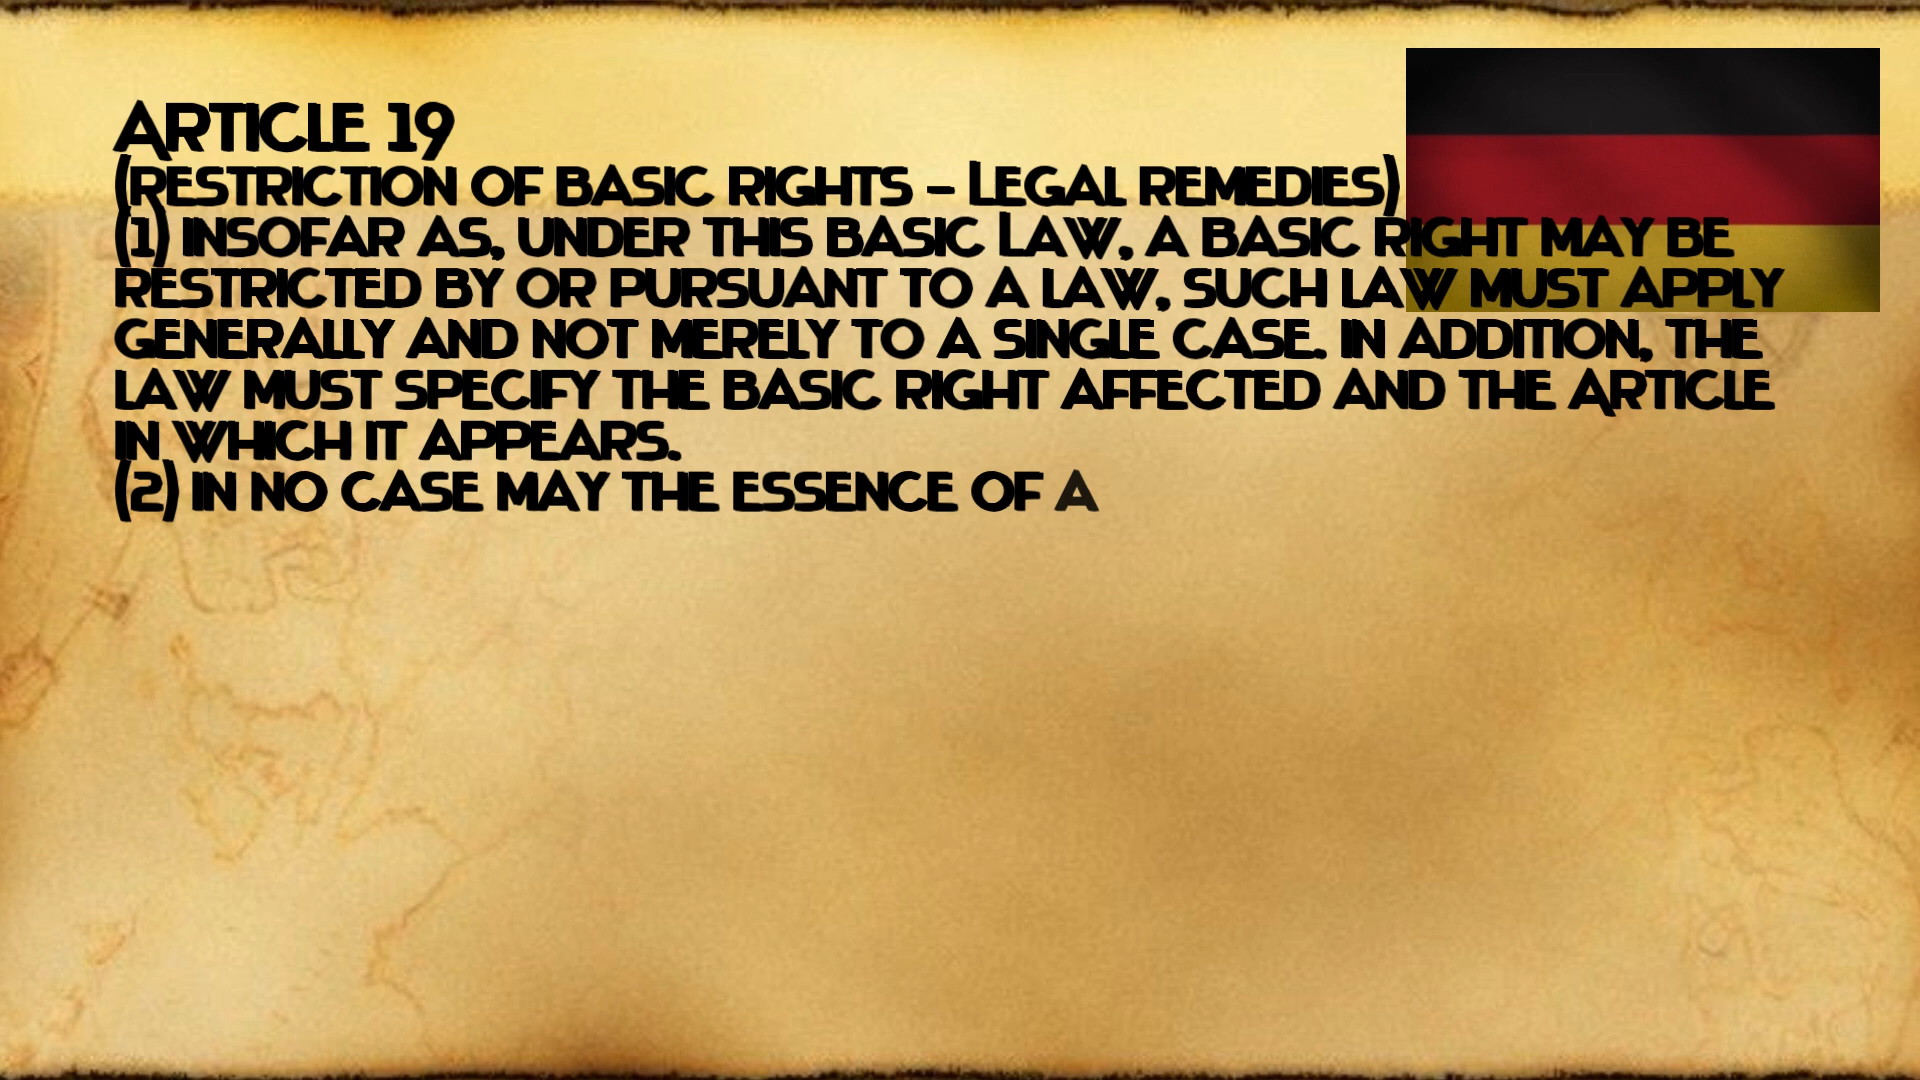 ARTICLE 19
(RESTRICTION OF BASIC RIGHTS – LEGAL REMEDIES)
(1) INSOFAR AS, UNDER THIS BASIC LAW, A BASIC RIGHT MAY BE
RESTRICTED BY OR PURSUANT TO A LAW, SUCH LAW MUST APPLY
GENERALLY AND NOT MERELY TO A SINGLE CASE. IN ADDITION, THE
LAW MUST SPECIFY THE BASIC RIGHT AFFECTED AND THE ARTICLE
IN WHICH IT APPEARS.
(2) IN NO CASE MAY THE ESSENCE OF A